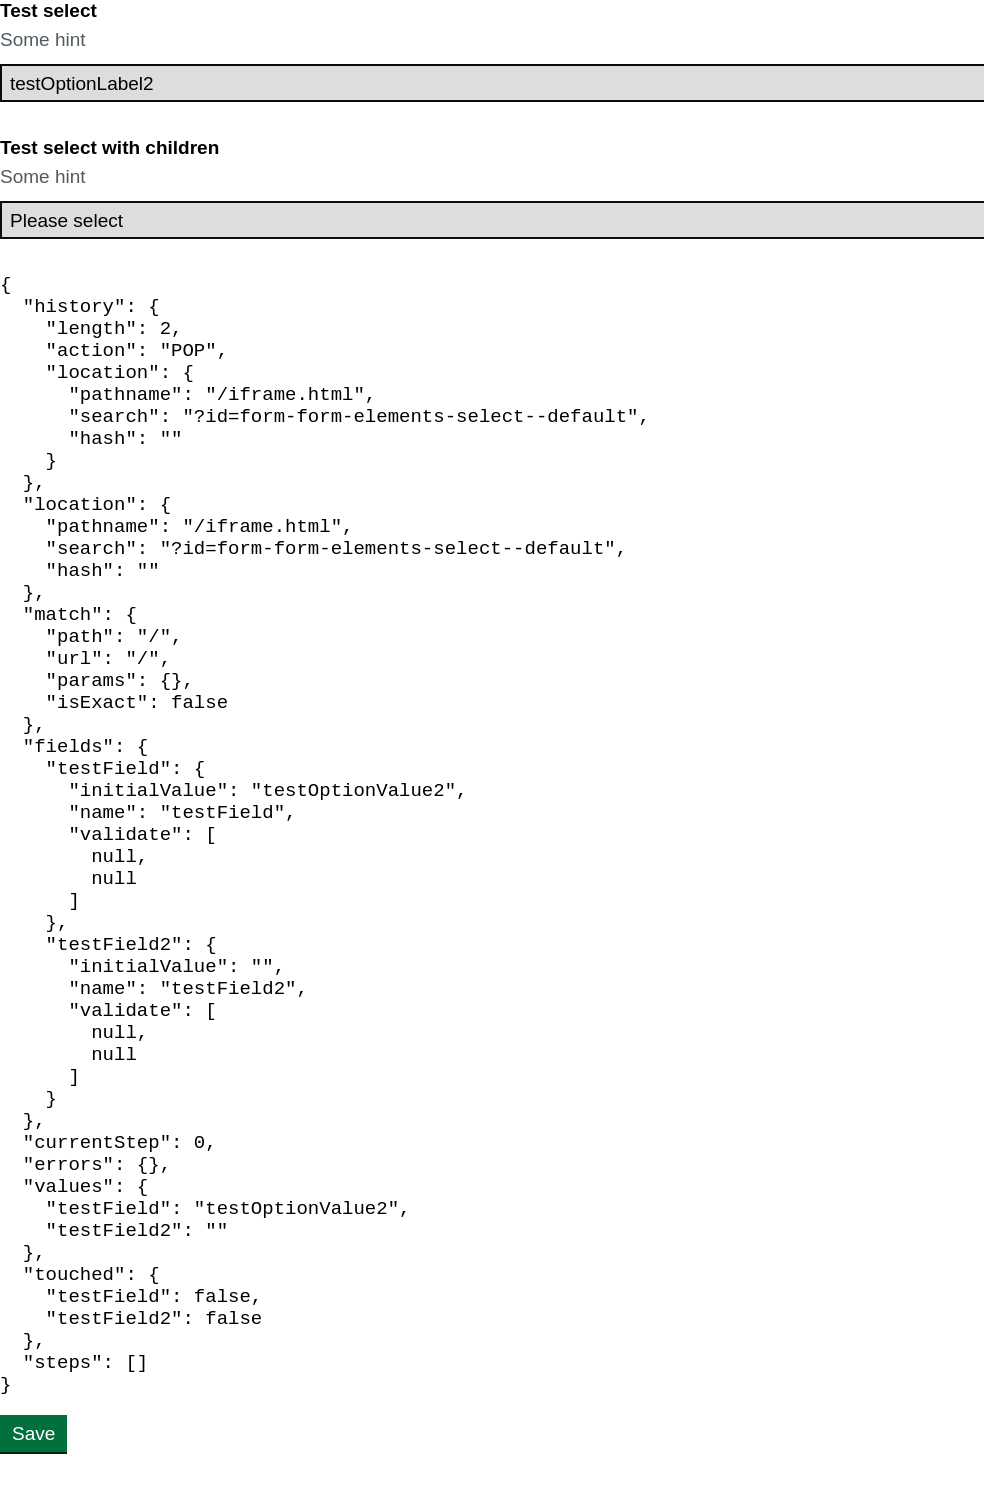 Test select
Some hint
testOptionLabel2
Test select with children
Some hint
Please select
{
  "history": {
    "length": 2,
    "action": "POP",
    "location": {
      "pathname": "/iframe.html",
      "search": "?id=form-form-elements-select--default",
      "hash": ""
    }
  },
  "location": {
    "pathname": "/iframe.html",
    "search": "?id=form-form-elements-select--default",
    "hash": ""
  },
  "match": {
    "path": "/",
    "url": "/",
    "params": {},
    "isExact": false
  },
  "fields": {
    "testField": {
      "initialValue": "testOptionValue2",
      "name": "testField",
      "validate": [
        null,
        null
      ]
    },
    "testField2": {
      "initialValue": "",
      "name": "testField2",
      "validate": [
        null,
        null
      ]
    }
  },
  "currentStep": 0,
  "errors": {},
  "values": {
    "testField": "testOptionValue2",
    "testField2": ""
  },
  "touched": {
    "testField": false,
    "testField2": false
  },
  "steps": []
}
Save